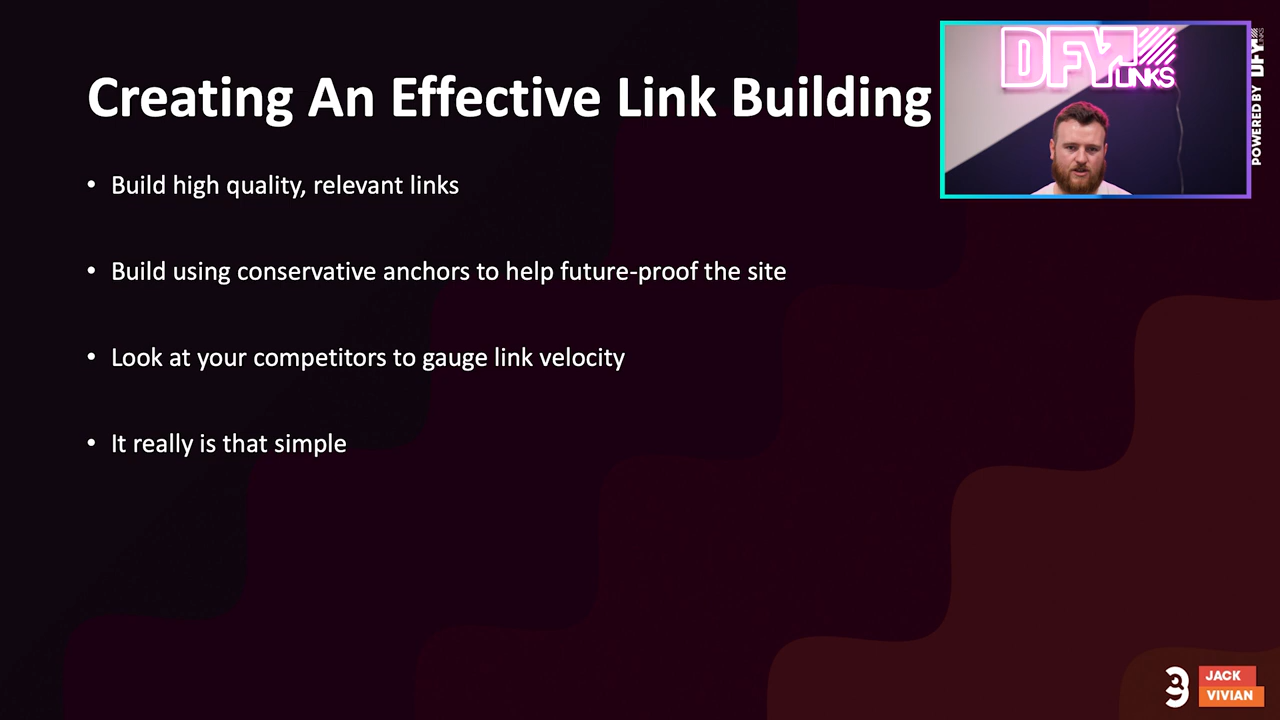 Creating An Effective Link Building
• Build high quality, relevant links
• Build using conservative anchors to help future-proof the site
• Look at your competitors to gauge link velocity
• It really is that simple
DFY
LINKS
POWERED BY DFY LINKS
JACK
VIVIAN